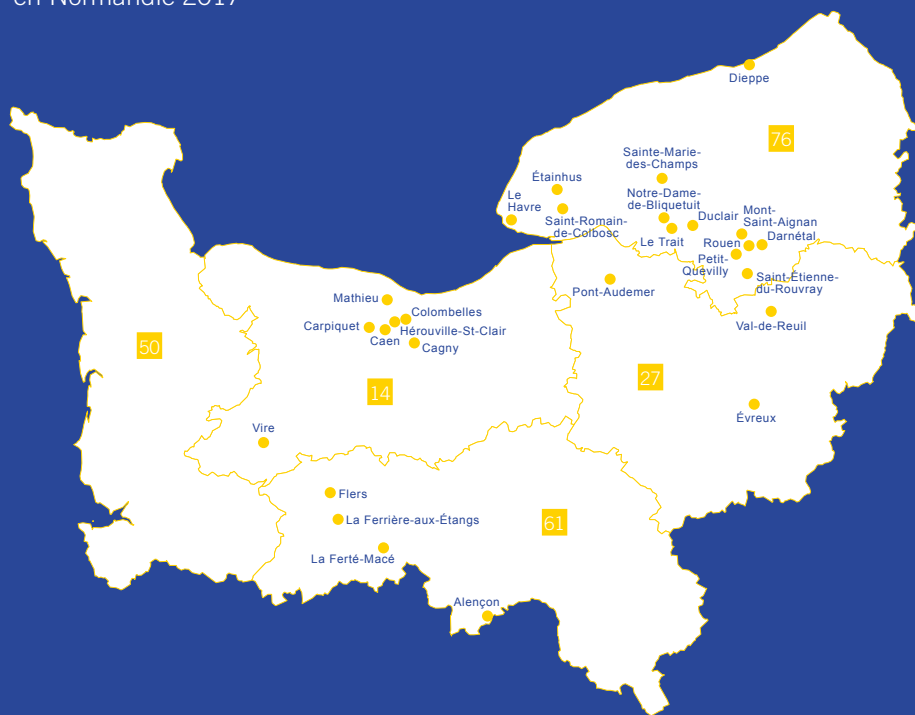 en Normandie 2017
Dieppe
76
Sainte-Marie-
des-Champs
Étainhus
Le
Havre
Notre-Dame-
de-Bliquetuit
Saint-Romain-
de-Colbosc
Duclair
Mont-
Saint-Aignan
Le Trait
Rouen
Darnétal
Petit-
Quévilly
Saint-Étienne-
du-Rouvray
Pont-Audemer
Val-de-Reuil
Mathieu
Colombelles
Carpiquet
Hérouville-St-Clair
Caen
Cagny
50
27
14
Évreux
Vire
Flers
La Ferrière-aux-Étangs
61
La Ferté-Macé
Alençon